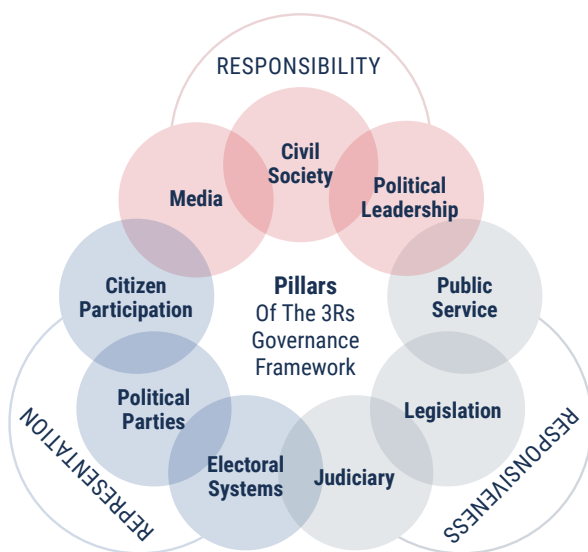 RESPONSIBILITY
Civil
Society
Media
Political
Leadership
Citizen
Participation
Pillars
Of The 3Rs
Governance
Framework
Public
Service
Political
Parties
Legislation
Electoral
Systems
Judiciary
REPRESENTATION
RESPONSIVENESS